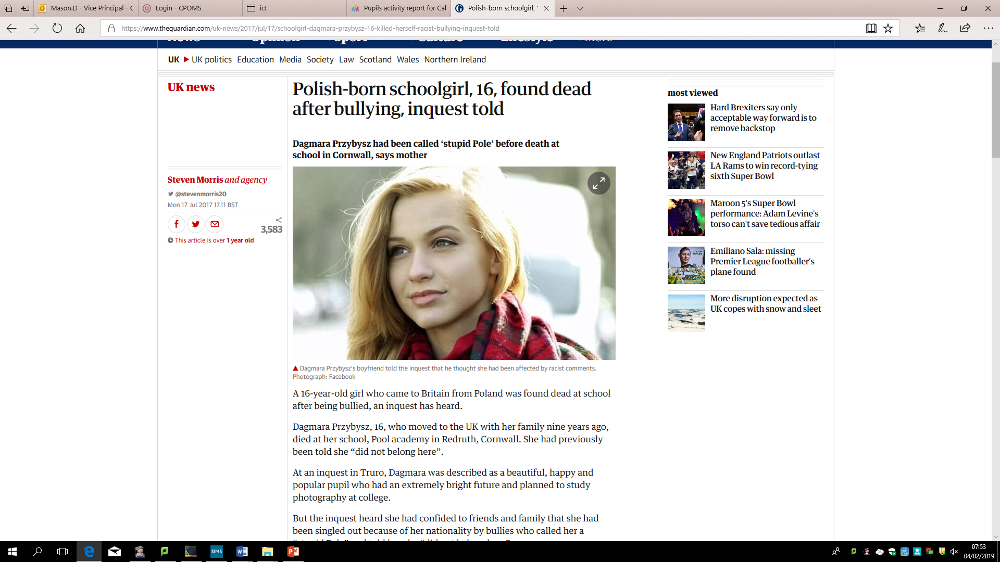 Mason.D - Vice Principal - C
Login - CPOMS
ict
Pupils activity report for Cal
Polish-born schoolgirl,
https://www.theguardian.com/uk-news/2017/jul/17/schoolgirl-dagmara-przybysz-16-killed-herself-racist-bullying-inquest-told
News Opinion Sport Culture Lifestyle More
UK UK politics Education Media Society Law Scotland Wales Northern Ireland
UK news
Polish-born schoolgirl, 16, found dead
after bullying, inquest told
Dagmara Przybysz had been called ‘stupid Pole’ before death at
school in Cornwall, says mother
Steven Morris and agency
@stevenmorris20
Mon 17 Jul 2017 17.11 BST
3,583
This article is over 1 year old
Dagmara Przybysz’s boyfriend told the inquest that he thought she had been affected by racist comments.
Photograph: Facebook
A 16-year-old girl who came to Britain from Poland was found dead at school
after being bullied, an inquest has heard.
Dagmara Przybysz, 16, who moved to the UK with her family nine years ago,
died at her school, Pool academy in Redruth, Cornwall. She had previously
been told she “did not belong here”.
At an inquest in Truro, Dagmara was described as a beautiful, happy and
popular pupil who had an extremely bright future and planned to study
photography at college.
But the inquest heard she had confided to friends and family that she had
been singled out because of her nationality by bullies who called her a
most viewed
Hard Brexiters say only
acceptable way forward is to
remove backstop
New England Patriots outlast
LA Rams to win record-tying
sixth Super Bowl
Maroon 5's Super Bowl
performance: Adam Levine's
torso can't save tedious affair
Emiliano Sala: missing
Premier League footballer’s
plane found
More disruption expected as
UK copes with snow and sleet
SIMS
07:53
04/02/2019